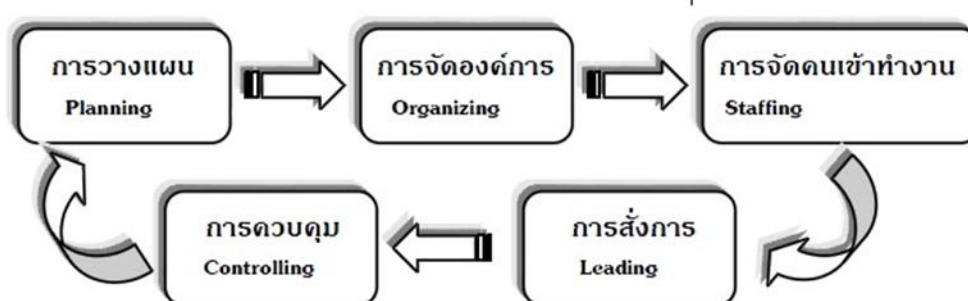 การวางแผน
Planning
การจัดองค์การ
Organizing
การจัดคนเข้าทำงาน
Staffing
การควบคุม
Controlling
การสั่งการ
Leading